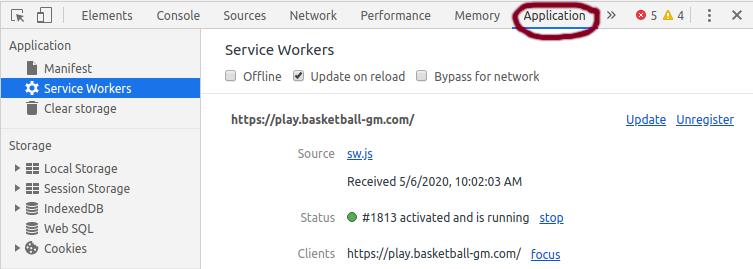 Elements Console Sources Network Performance Memory Application » 5 4
Application
Manifest
Service Workers
Clear storage
Storage
Local Storage
Session Storage
IndexedDB
Web SQL
Cookies
Service Workers
Offline Update on reload Bypass for network
https://play.basketball-gm.com/ Update Unregister
Source sw.js
Received 5/6/2020, 10:02:03 AM
Status #1813 activated and is running stop
Clients https://play.basketball-gm.com/ focus